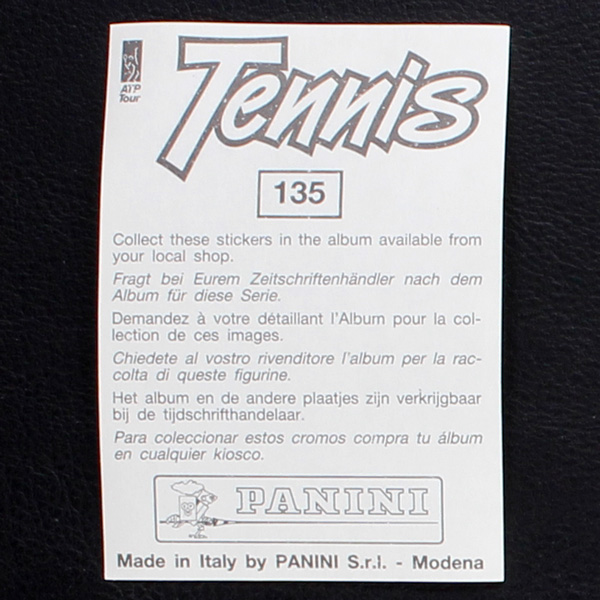 ATP
Tour
Tennis
135
Collect these stickers in the album available from
your local shop.
Fragt bei Eurem Zeitschriftenhändler nach dem
Album für diese Serie.
Demandez à votre détaillant l'Album pour la col-
lection de ces images.
Chiedete al vostro rivenditore l'album per la rac-
colta di queste figurine.
Het album en de andere plaatjes zijn verkrijgbaar
bij de tijdschrifthandelaar.
Para coleccionar estos cromos compra tu álbum
en cualquier kiosco.
PANINI
Made in Italy by PANINI S.r.l. - Modena